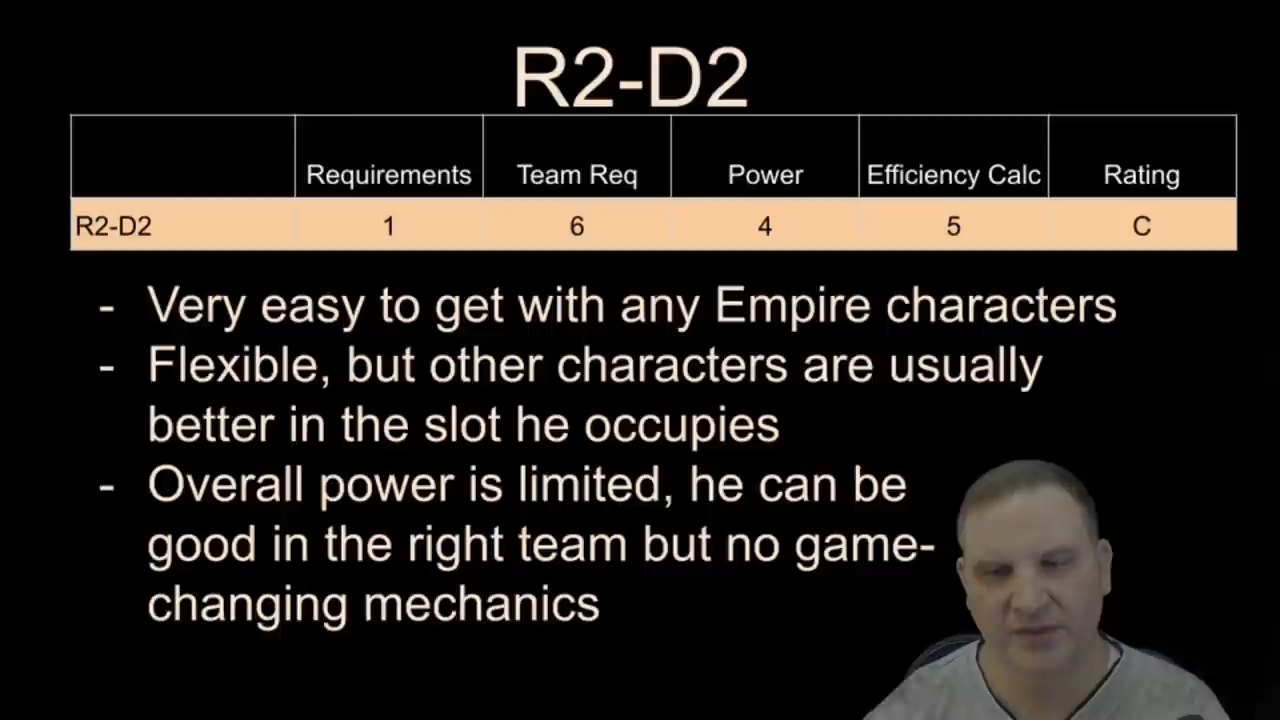 R2-D2
Requirements Team Req Power Efficiency Calc Rating
R2-D2 1 6 4 5 C
- Very easy to get with any Empire characters
- Flexible, but other characters are usually
better in the slot he occupies
- Overall power is limited, he can be
good in the right team but no game-
changing mechanics